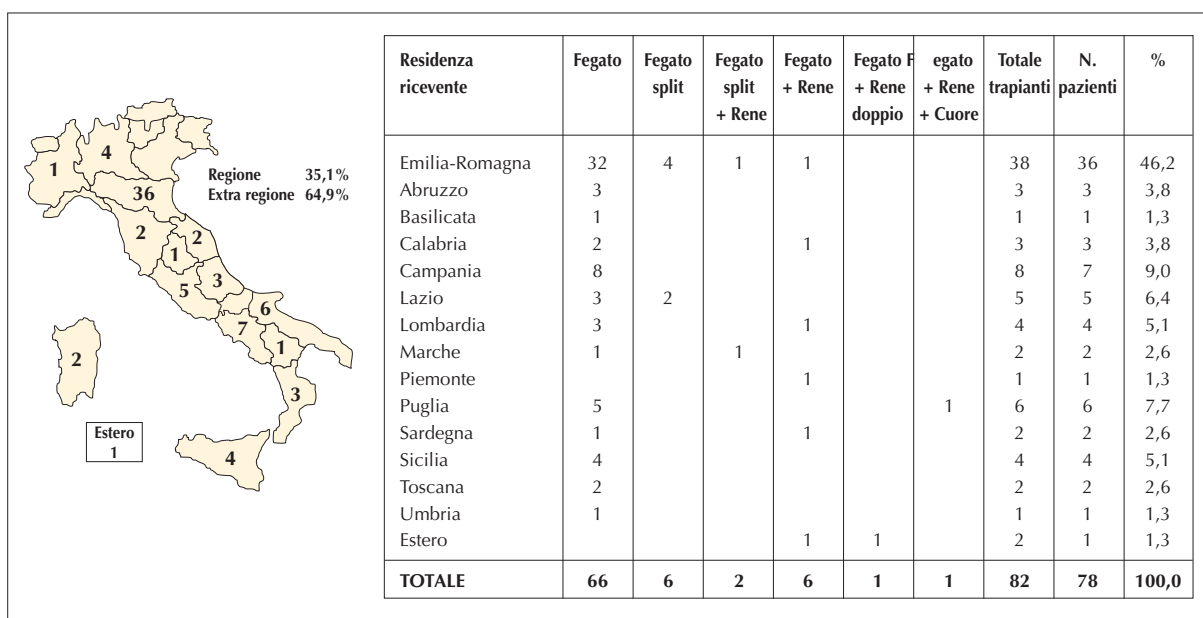 4
1
Regione 35,1%
36
Extra regione 64,9%
2
2
1
3
5
6
7
1
2
3
Estero
1
4
Residenza Fegato Fegato Fegato Fegato Fegato F egato Totale N. %
ricevente split split + Rene + Rene + Rene trapianti pazienti
+ Rene doppio + Cuore
Emilia-Romagna 32 4 1 1 38 36 46,2
Abruzzo 3 3 3 3,8
Basilicata 1 1 1 1,3
Calabria 2 1 3 3 3,8
Campania 8 8 7 9,0
Lazio 3 2 5 5 6,4
Lombardia 3 1 4 4 5,1
Marche 1 1 2 2 2,6
Piemonte 1 1 1 1,3
Puglia 5 1 6 6 7,7
Sardegna 1 1 2 2 2,6
Sicilia 4 4 4 5,1
Toscana 2 2 2 2,6
Umbria 1 1 1 1,3
Estero 1 1 2 1 1,3
TOTALE 66 6 2 6 1 1 82 78 100,0